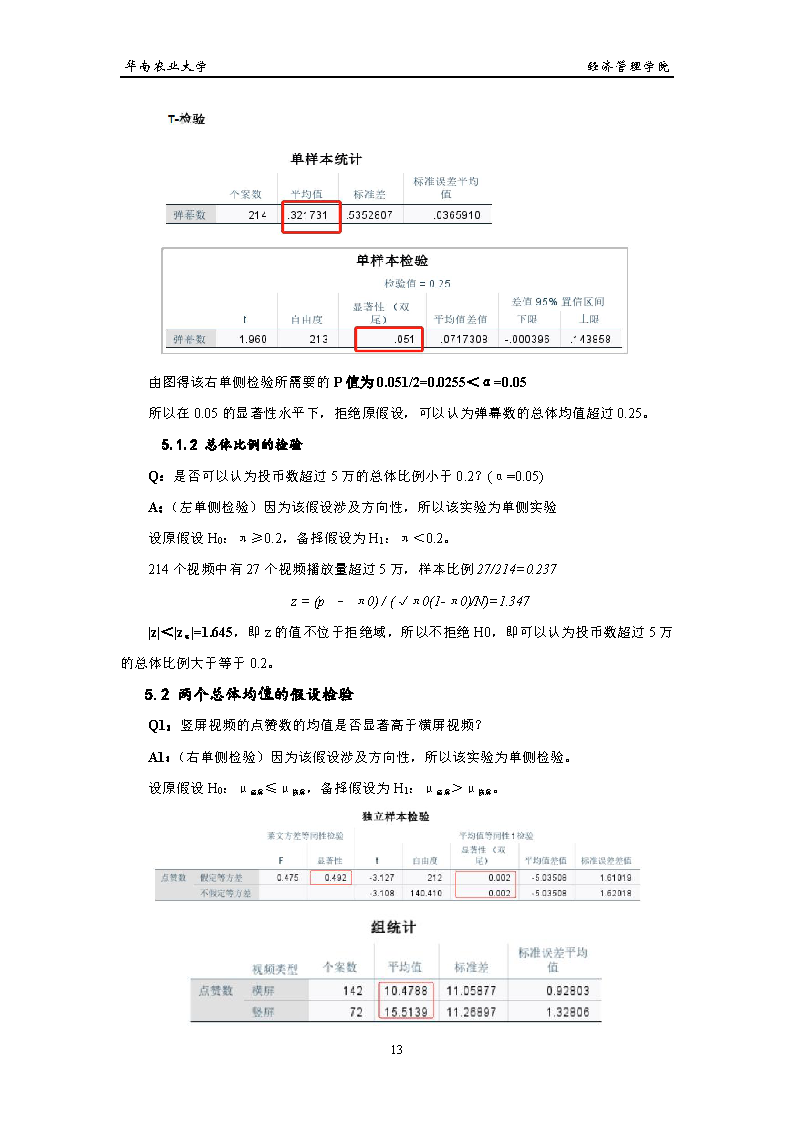 华南农业大学 经济管理学院
T-检验
单样本统计
个案数 平均值 标准差 标准误差平均值
弹幕数 214 .321731 .5352807 .0365910
单样本检验
检验值 = 0.25
t 自由度 显著性 （双尾） 平均值差值 差值 95% 置信区间 下限 上限
弹幕数 1.960 213 .051 .0717308 -.000396 .143858
由图得该右单侧检验所需要的 P 值为 0.051/2=0.0255＜α=0.05
所以在 0.05 的显著性水平下，拒绝原假设，可以认为弹幕数的总体均值超过 0.25。
5.1.2 总体比例的检验
Q：是否可以认为投币数超过 5 万的总体比例小于 0.2？(α=0.05)
A：（左单侧检验）因为该假设涉及方向性，所以该实验为单侧实验
设原假设 H0：π≥0.2，备择假设为 H1：π＜0.2。
214 个视频中有 27 个视频播放量超过 5 万，样本比例 27/214=0.237
z = (p – π0) / (√π0(1-π0)/N)=1.347
|z|＜|zα|=1.645，即 z 的值不位于拒绝域，所以不拒绝 H0，即可以认为投币数超过 5 万
的总体比例大于等于 0.2。
5.2 两个总体均值的假设检验
Q1：竖屏视频的点赞数的均值是否显著高于横屏视频？
A1：（右单侧检验）因为该假设涉及方向性，所以该实验为单侧检验。
设原假设 H0：μ竖屏≤μ横屏，备择假设为 H1：μ竖屏＞μ横屏。
独立样本检验
莱文方差等同性检验 平均值等同性 t 检验
F 显著性 t 自由度 显著性 （双尾） 平均值差值 标准误差差值
点赞数 假定等方差 0.475 0.492 -3.127 212 0.002 -5.03508 1.61019
不假定等方差 -3.108 140.410 0.002 -5.03508 1.62018
组统计
视频类型 个案数 平均值 标准差 标准误差平均值
点赞数 横屏 142 10.4788 11.05877 0.92803
竖屏 72 15.5139 11.26897 1.32806
13